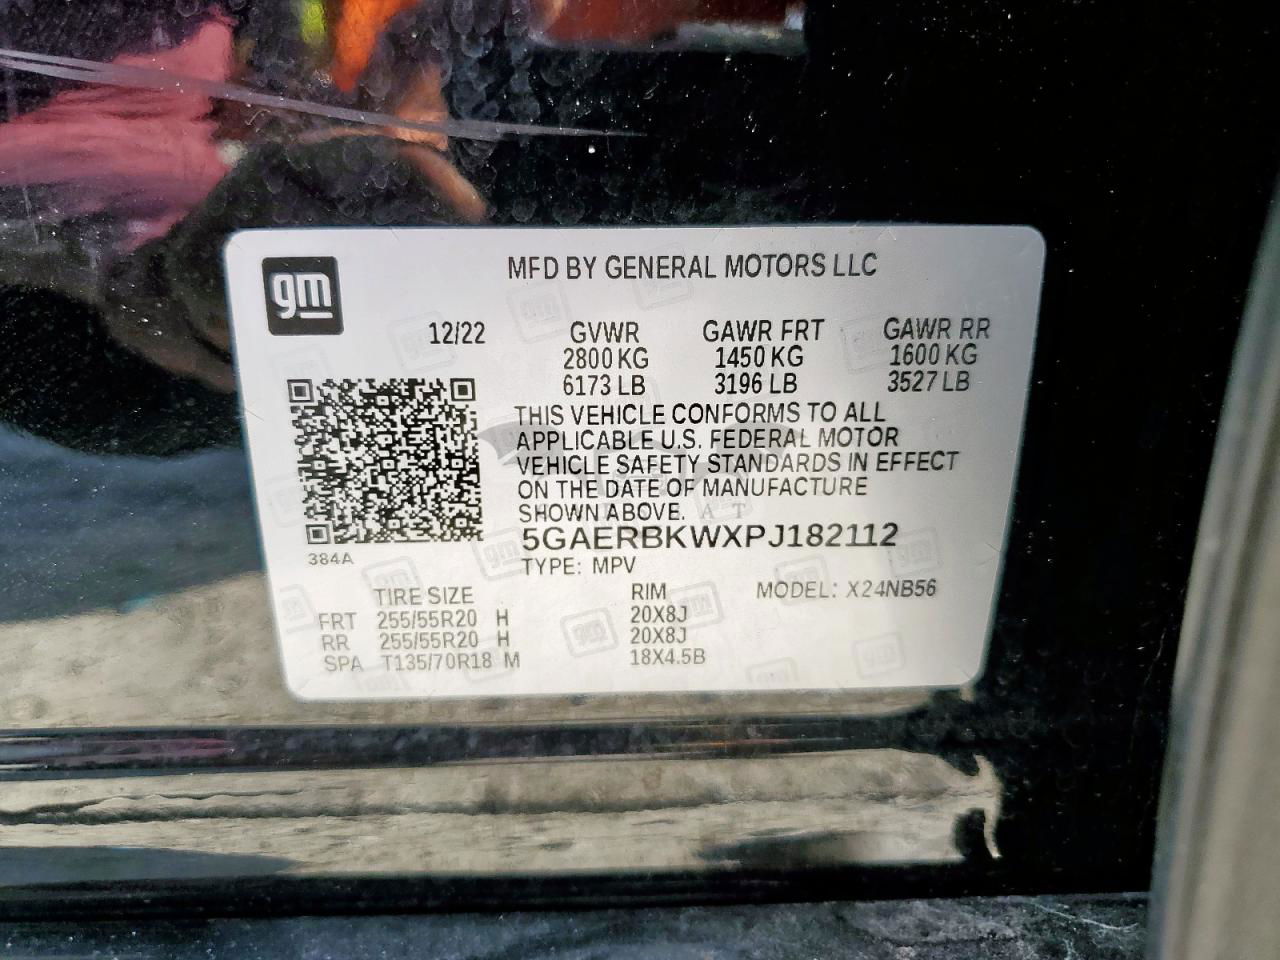 gm
MFD BY GENERAL MOTORS LLC
12/22 GVWR GAWR FRT GAWR RR
2800 KG 1450 KG 1600 KG
6173 LB 3196 LB 3527 LB
THIS VEHICLE CONFORMS TO ALL
APPLICABLE U.S. FEDERAL MOTOR
VEHICLE SAFETY STANDARDS IN EFFECT
ON THE DATE OF MANUFACTURE
SHOWN ABOVE.
5GAERBKWXPJ182112
384A
TYPE: MPV
TIRE SIZE RIM MODEL: X24NB56
FRT 255/55R20 H 20X8J
RR 255/55R20 H 20X8J
SPA T135/70R18 M 18X4.5B